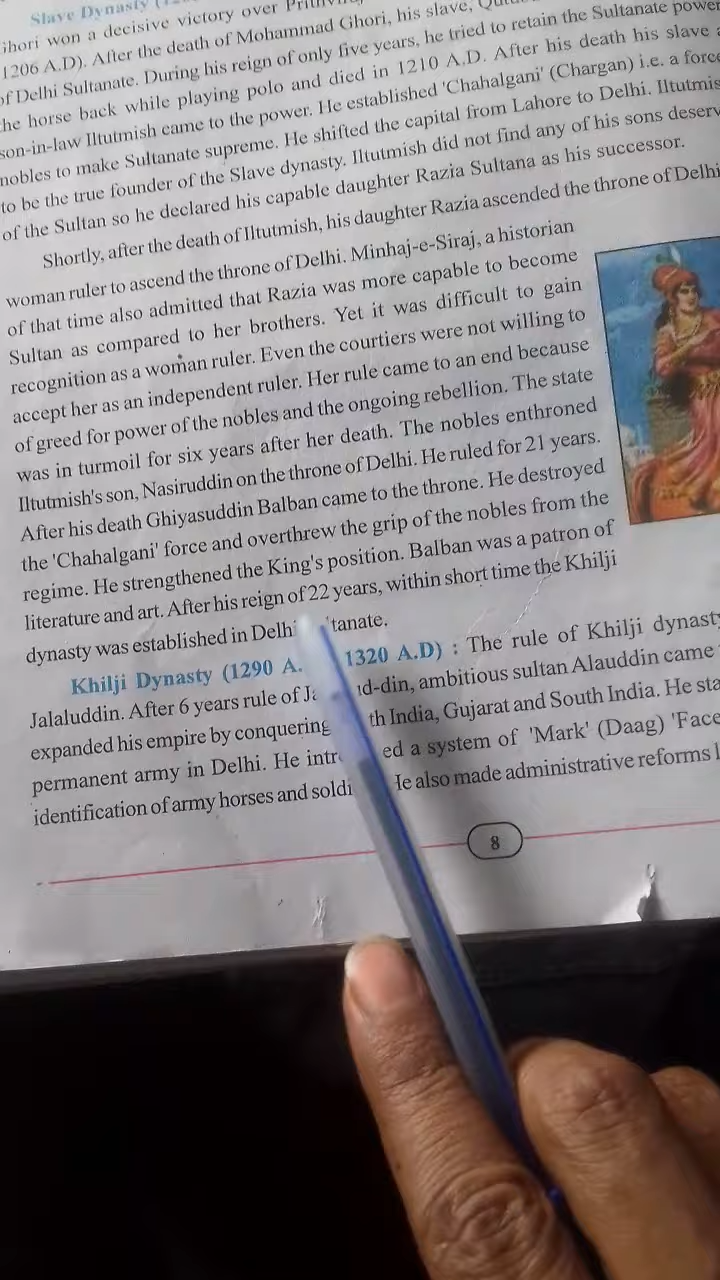 Slave Dynasty
Ghori won a decisive victory over
1206 A.D). After the death of Mohammad Ghori, his slave,
of Delhi Sultanate. During his reign of only five years, he tried to retain the Sultanate power
the horse back while playing polo and died in 1210 A.D. After his death his slave
son-in-law Iltutmish came to the power. He established 'Chahalgani' (Chargan) i.e. a force
nobles to make Sultanate supreme. He shifted the capital from Lahore to Delhi. Iltutmis
to be the true founder of the Slave dynasty. Iltutmish did not find any of his sons deserv
of the Sultan so he declared his capable daughter Razia Sultana as his successor.
Shortly, after the death of Iltutmish, his daughter Razia ascended the throne of Delhi
woman ruler to ascend the throne of Delhi. Minhaj-e-Siraj, a historian
of that time also admitted that Razia was more capable to become
Sultan as compared to her brothers. Yet it was difficult to gain
recognition as a woman ruler. Even the courtiers were not willing to
accept her as an independent ruler. Her rule came to an end because
of greed for power of the nobles and the ongoing rebellion. The state
was in turmoil for six years after her death. The nobles enthroned
Iltutmish's son, Nasiruddin on the throne of Delhi. He ruled for 21 years.
After his death Ghiyasuddin Balban came to the throne. He destroyed
the 'Chahalgani' force and overthrew the grip of the nobles from the
regime. He strengthened the King's position. Balban was a patron of
literature and art. After his reign of 22 years, within short time the Khilji
dynasty was established in Delhi tanate.
Khilji Dynasty (1290 A. 1320 A.D) : The rule of Khilji dynasty
Jalaluddin. After 6 years rule of Ja ud-din, ambitious sultan Alauddin came
expanded his empire by conquering th India, Gujarat and South India. He sta
permanent army in Delhi. He intr ed a system of 'Mark' (Daag) 'Face
identification of army horses and soldi He also made administrative reforms
8